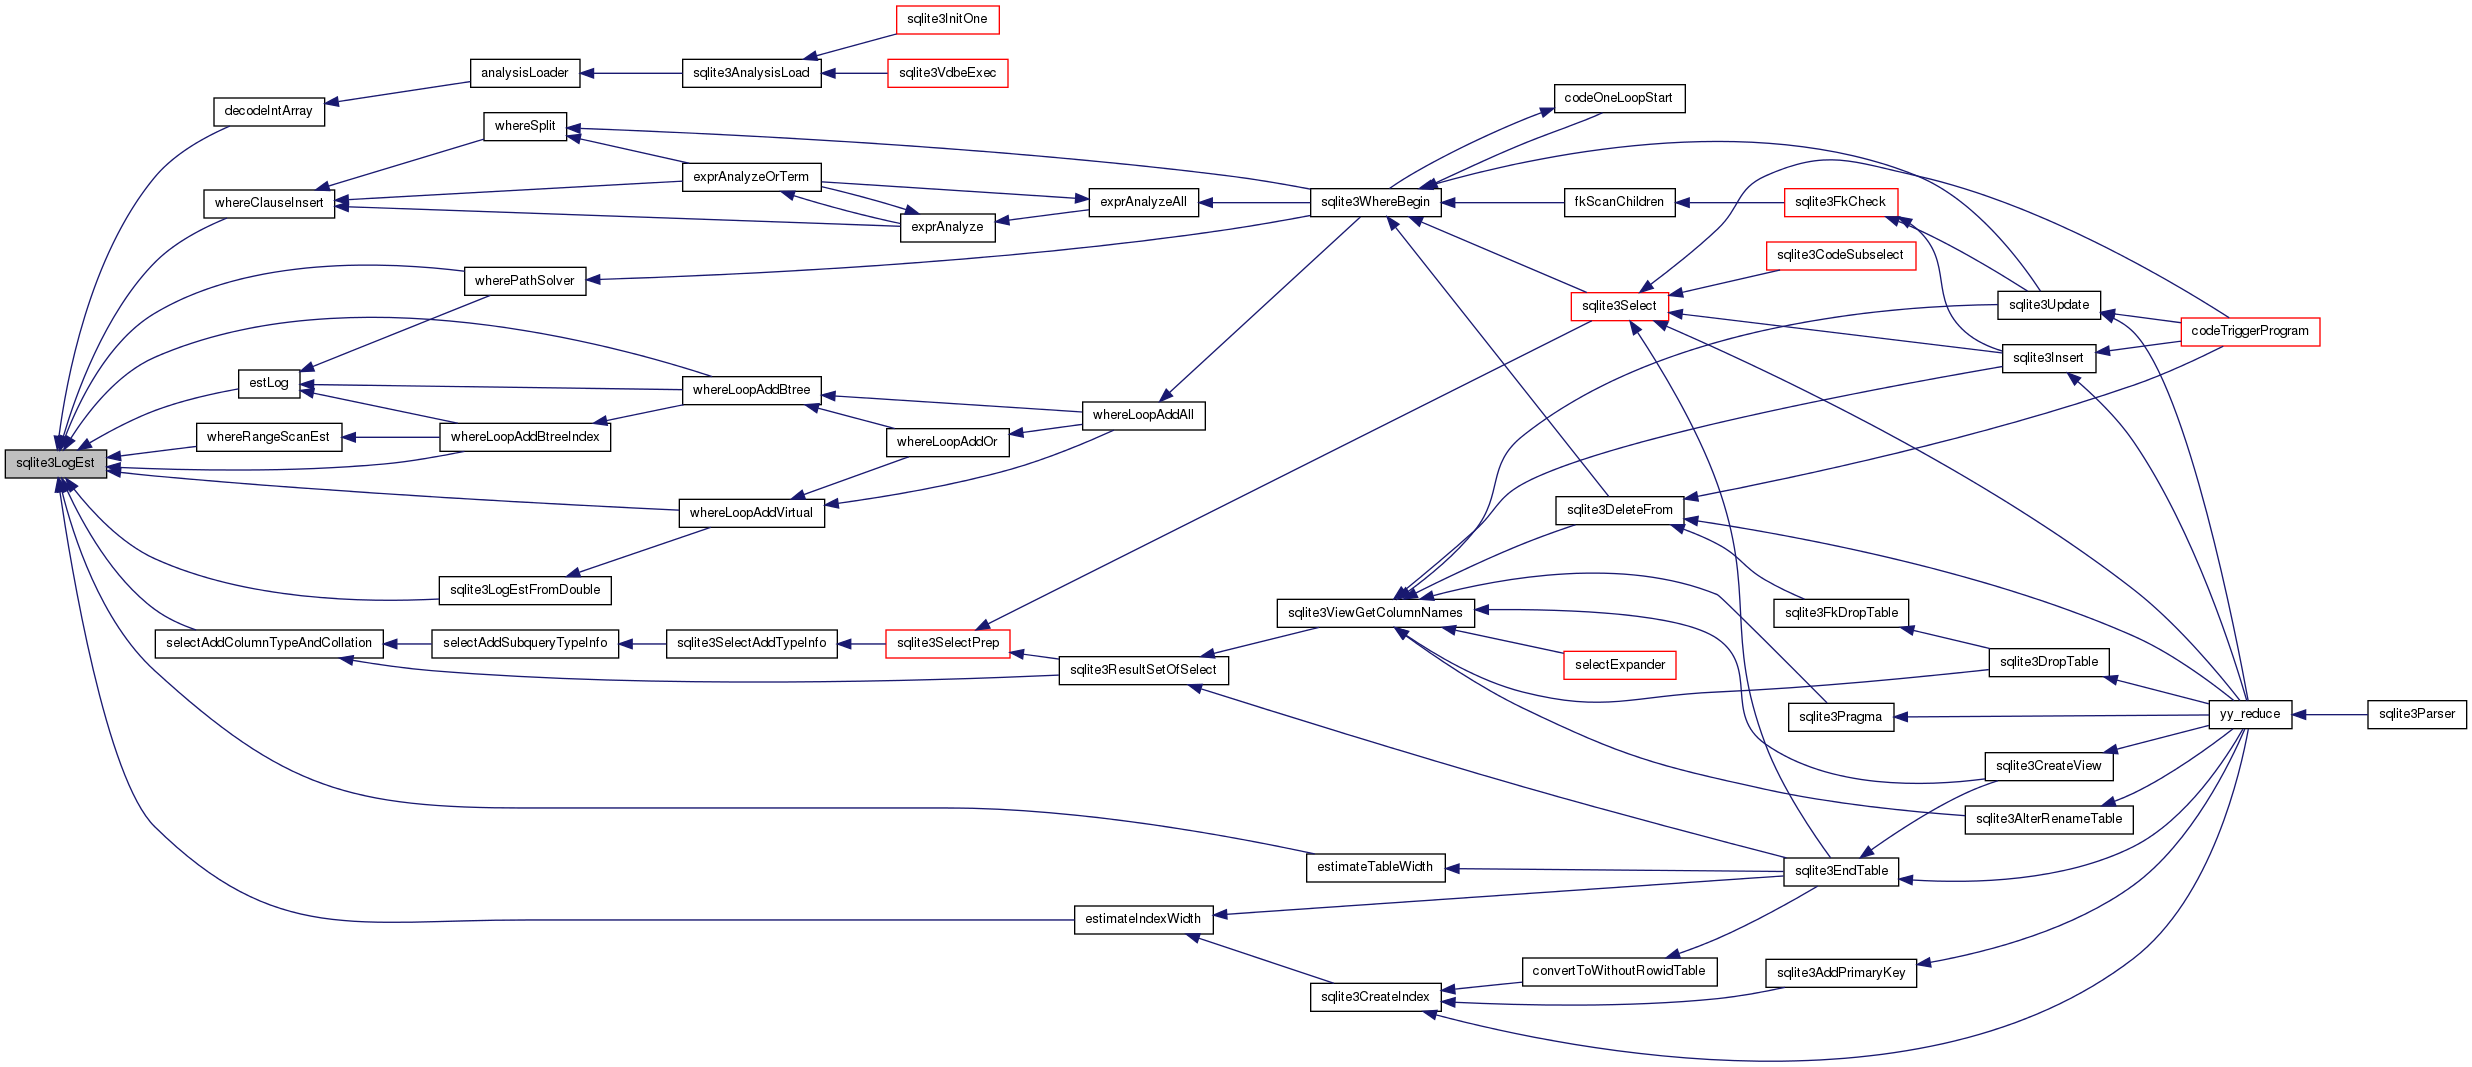 sqlite3InitOne
analysisLoader
sqlite3AnalysisLoad
sqlite3VdbeExec
decodeIntArray
codeOneLoopStart
whereSplit
exprAnalyzeOrTerm
whereClauseInsert
exprAnalyzeAll
sqlite3WhereBegin
fkScanChildren
sqlite3FkCheck
exprAnalyze
sqlite3CodeSubselect
wherePathSolver
sqlite3Select
sqlite3Update
codeTriggerProgram
sqlite3Insert
estLog
whereLoopAddBtree
whereLoopAddAll
whereRangeScanEst
whereLoopAddBtreeIndex
whereLoopAddOr
sqlite3LogEst
whereLoopAddVirtual
sqlite3DeleteFrom
sqlite3LogEstFromDouble
sqlite3ViewGetColumnNames
sqlite3FkDropTable
selectAddColumnTypeAndCollation
selectAddSubqueryTypeInfo
sqlite3SelectAddTypeInfo
sqlite3SelectPrep
sqlite3ResultSetOfSelect
selectExpander
sqlite3DropTable
sqlite3Pragma
yy_reduce
sqlite3Parser
sqlite3CreateView
sqlite3AlterRenameTable
estimateTableWidth
sqlite3EndTable
estimateIndexWidth
convertToWithoutRowidTable
sqlite3AddPrimaryKey
sqlite3CreateIndex